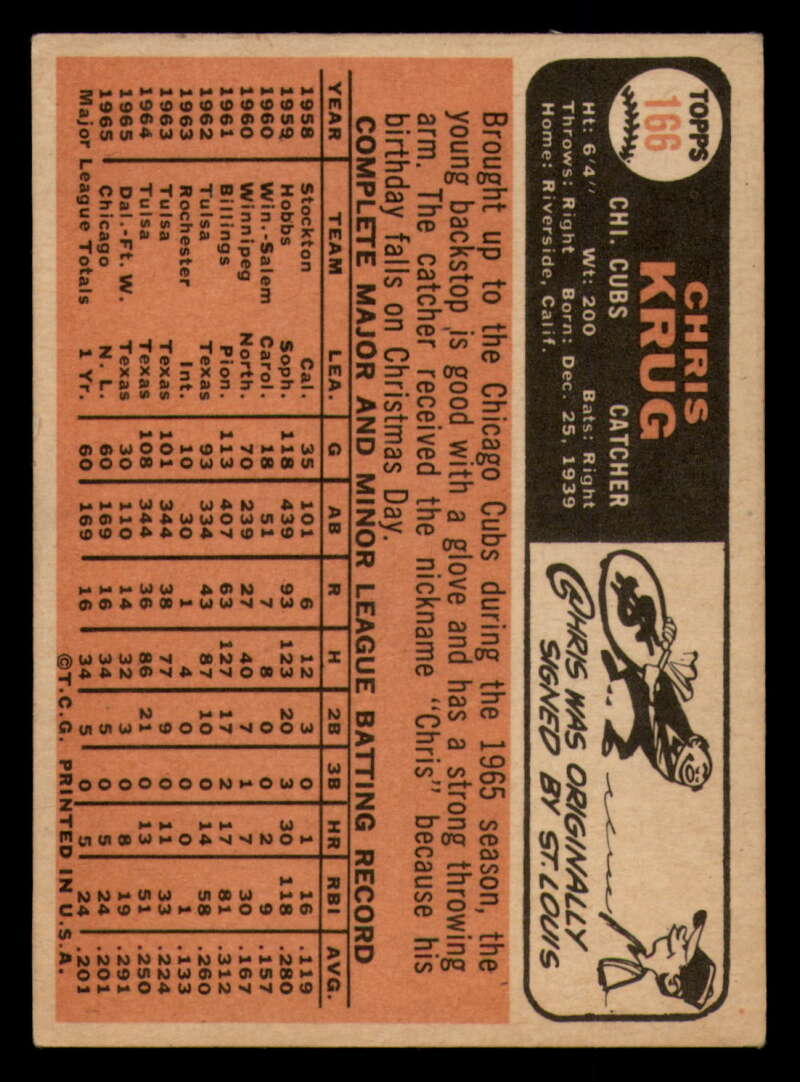 TOPPS
166
CHRIS
KRUG
CHI. CUBS CATCHER
Ht: 6'4" Wt: 200 Bats: Right
Throws: Right Born: Dec. 25, 1939
Home: Riverside, Calif.
CHRIS WAS ORIGINALLY
SIGNED BY ST. LOUIS
Brought up to the Chicago Cubs during the 1965 season, the
young backstop is good with a glove and has a strong throwing
arm. The catcher received the nickname "Chris" because his
birthday falls on Christmas Day.
COMPLETE MAJOR AND MINOR LEAGUE BATTING RECORD
YEAR TEAM LEA. G AB R H 2B 3B HR RBI AVG.
1958 Stockton Cal. 35 101 6 12 3 0 1 16 .119
1959 Hobbs Soph. 118 439 93 123 20 3 30 118 .280
1960 Win.-Salem Carol. 18 51 7 8 0 0 2 9 .157
1960 Winnipeg North. 70 239 27 40 7 1 7 30 .167
1961 Billings Pion. 113 407 63 127 17 2 17 81 .312
1962 Tulsa Texas 93 334 43 87 10 0 14 58 .260
1963 Rochester Int. 10 30 1 4 0 0 0 1 .133
1963 Tulsa Texas 101 344 38 77 9 0 11 33 .224
1964 Tulsa Texas 108 344 36 86 21 0 13 51 .250
1965 Dal.-Ft. W. Texas 30 110 14 32 3 0 8 19 .291
1965 Chicago N. L. 60 169 16 34 5 0 5 24 .201
Major League Totals 1 Yr. 60 169 16 34 5 0 5 24 .201
©T.C.G. PRINTED IN U.S.A.